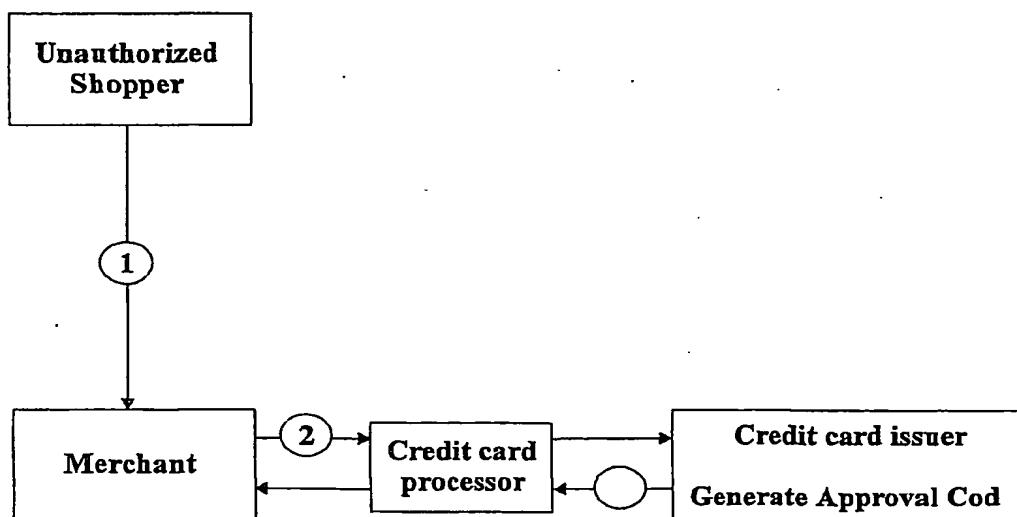 Unauthorized
Shopper
1
Merchant
2
Credit card
processor
Credit card issuer
Generate Approval Cod